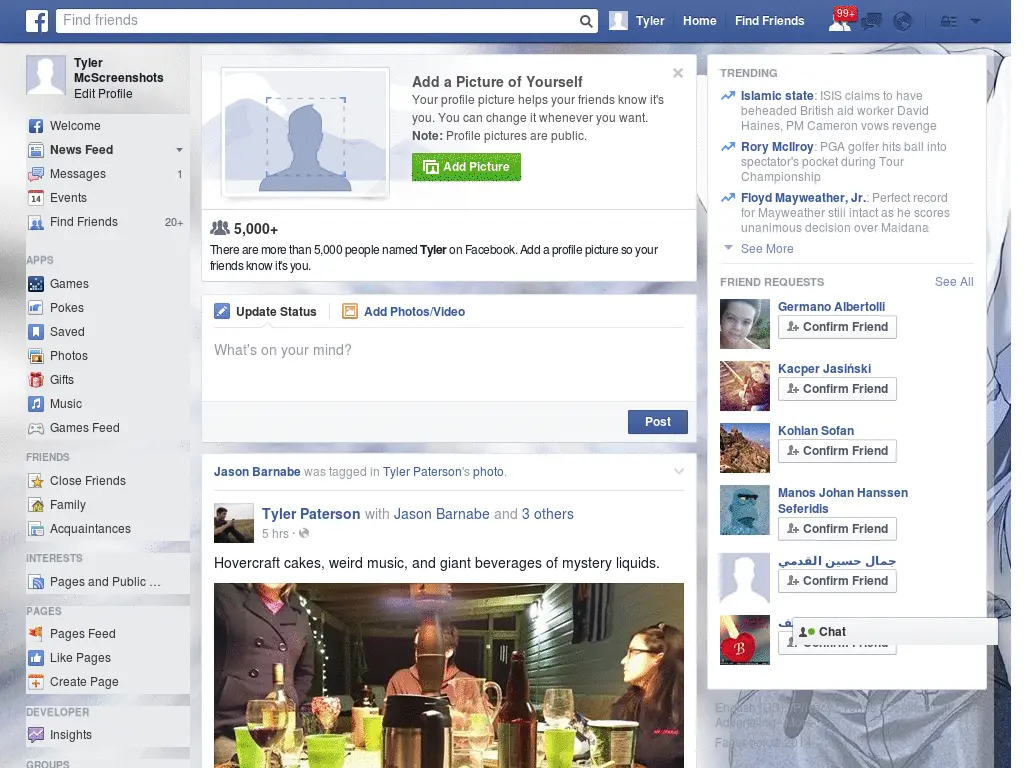 Find friends
Tyler
Home
Find Friends
99+
Tyler
McScreenshots
Edit Profile
Welcome
News Feed
Messages 1
14 Events
Find Friends 20+
APPS
Games
Pokes
Saved
Photos
Gifts
Music
Games Feed
FRIENDS
Close Friends
Family
Acquaintances
INTERESTS
Pages and Public ...
PAGES
Pages Feed
Like Pages
Create Page
DEVELOPER
Insights
GROUPS
Add a Picture of Yourself
Your profile picture helps your friends know it's
you. You can change it whenever you want.
Note: Profile pictures are public.
Add Picture
5,000+
There are more than 5,000 people named Tyler on Facebook. Add a profile picture so your
friends know it's you.
Update Status Add Photos/Video
What's on your mind?
Post
Jason Barnabe was tagged in Tyler Paterson's photo.
Tyler Paterson with Jason Barnabe and 3 others
5 hrs ·
Hovercraft cakes, weird music, and giant beverages of mystery liquids.
TRENDING
Islamic state: ISIS claims to have
beheaded British aid worker David
Haines, PM Cameron vows revenge
Rory McIlroy: PGA golfer hits ball into
spectator's pocket during Tour
Championship
Floyd Mayweather, Jr.: Perfect record
for Mayweather still intact as he scores
unanimous decision over Maidana
See More
FRIEND REQUESTS See All
Germano Albertolli
Confirm Friend
Kacper Jasiński
Confirm Friend
Kohlan Sofan
Confirm Friend
Manos Johan Hanssen
Seferidis
Confirm Friend
جمال حسين القدمي
Confirm Friend
B
Confirm Friend
Chat